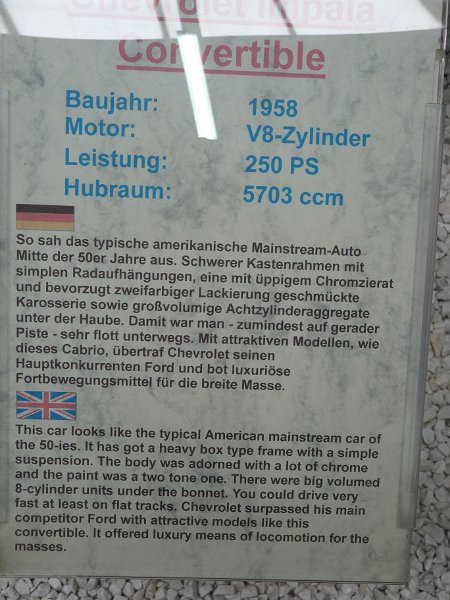 Chevrolet Impala
Convertible
Baujahr: 1958
Motor: V8-Zylinder
Leistung: 250 PS
Hubraum: 5703 ccm
So sah das typische amerikanische Mainstream-Auto
Mitte der 50er Jahre aus. Schwerer Kastenrahmen mit
simplen Radaufhängungen, eine mit üppigem Chromzierat
und bevorzugt zweifarbiger Lackierung geschmückte
Karosserie sowie großvolumige Achtzylinderaggregate
unter der Haube. Damit war man - zumindest auf gerader
Piste - sehr flott unterwegs. Mit attraktiven Modellen, wie
dieses Cabrio, übertraf Chevrolet seinen
Hauptkonkurrenten Ford und bot luxuriöse
Fortbewegungsmittel für die breite Masse.
This car looks like the typical American mainstream car of
the 50-ies. It has got a heavy box type frame with a simple
suspension. The body was adorned with a lot of chrome
and the paint was a two tone one. There were big volumed
8-cylinder units under the bonnet. You could drive very
fast at least on flat tracks. Chevrolet surpassed his main
competitor Ford with attractive models like this
convertible. It offered luxury means of locomotion for the
masses.